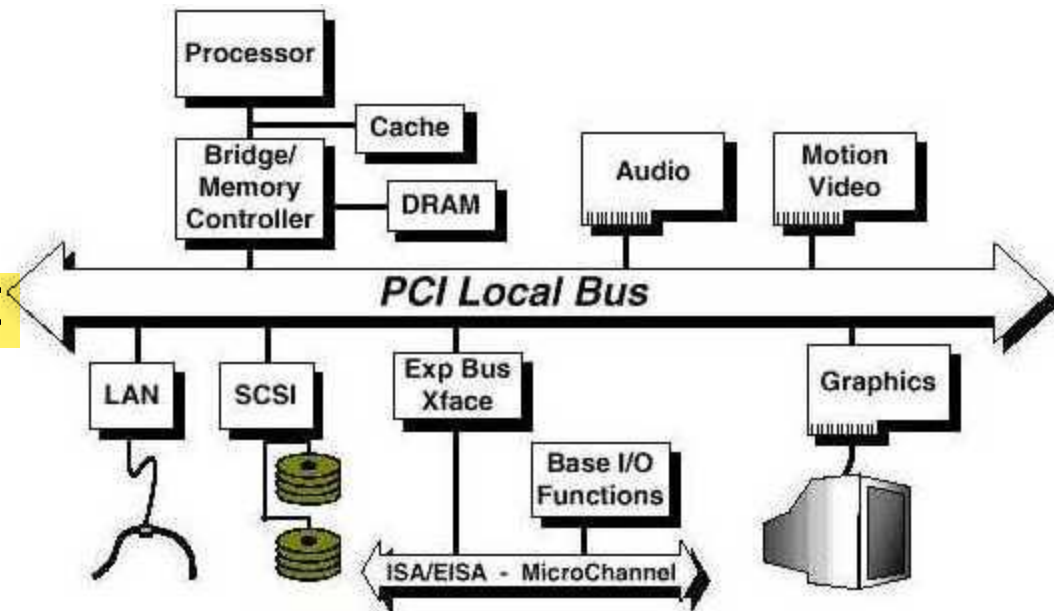 Processor
Cache
Bridge/
Memory
Controller
DRAM
Audio
Motion
Video
PCI Local Bus
LAN
SCSI
Exp Bus
Xface
Graphics
Base I/O
Functions
ISA/EISA - MicroChannel